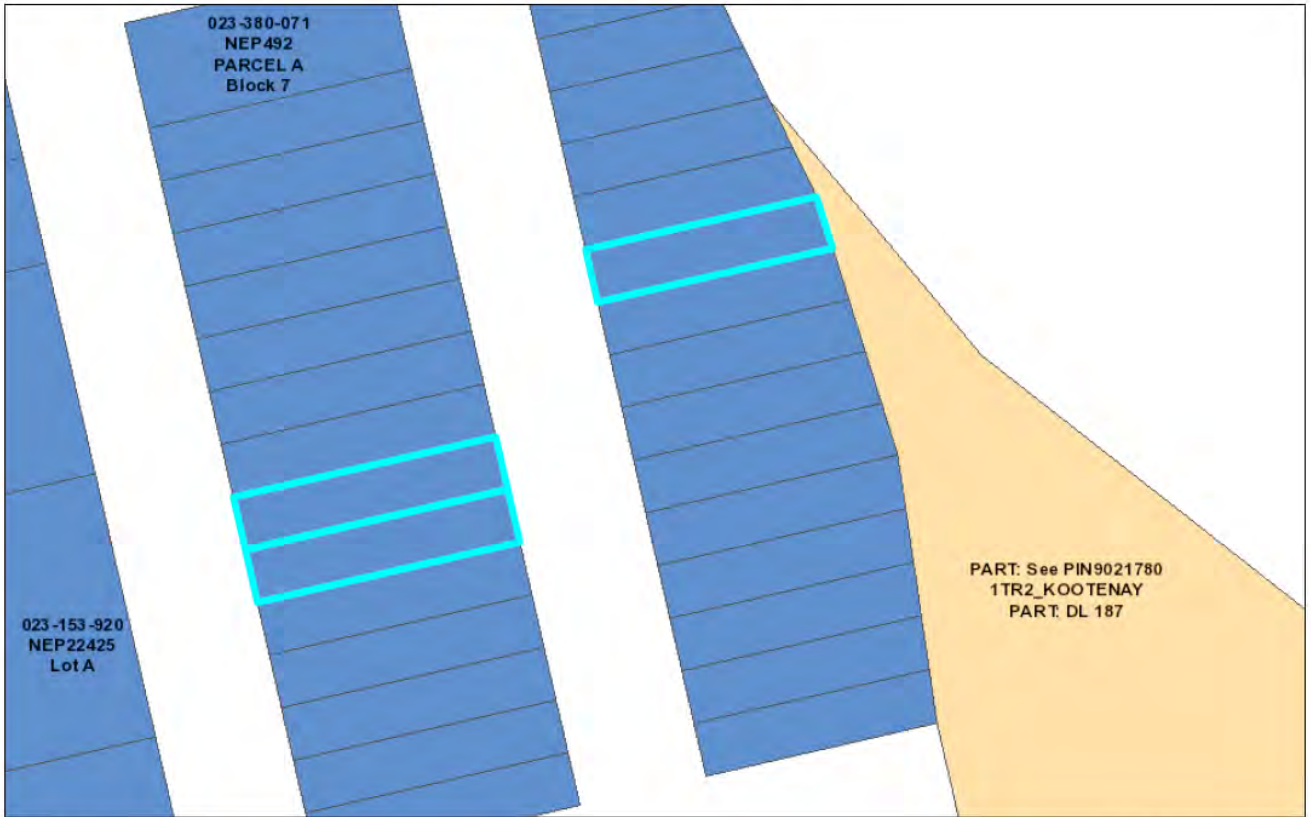 023-380-071
NEP492
PARCEL A
Block 7
023-153-920
NEP22425
Lot A
PART: See PIN9021780
1TR2_KOOTENAY
PART: DL 187